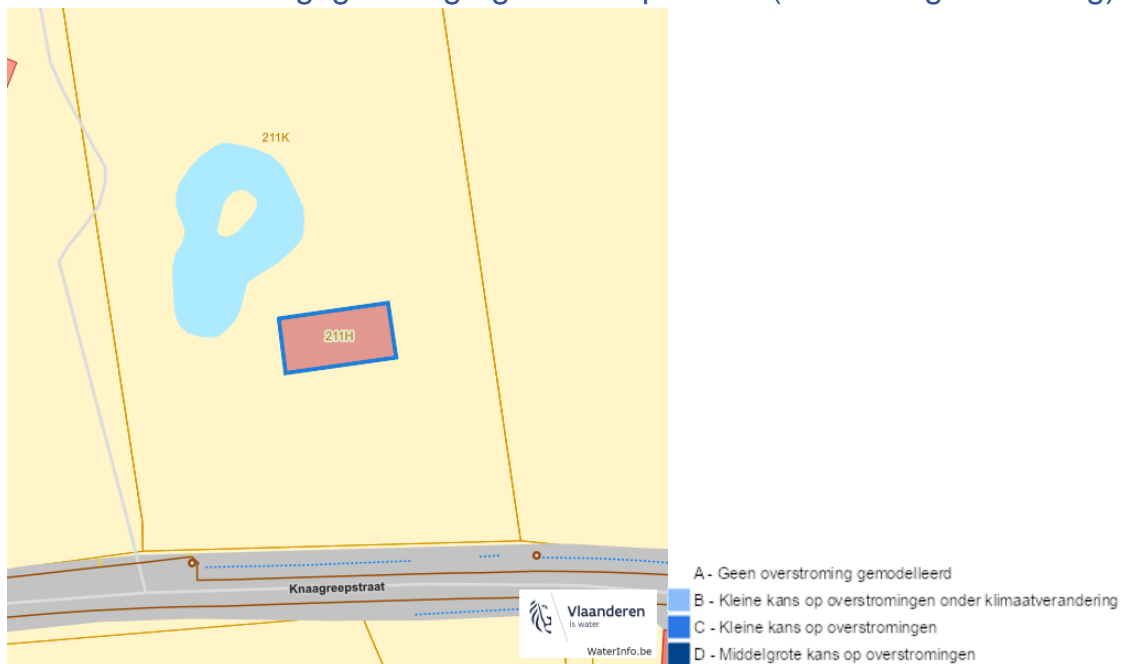 211K
211H
Knaagreepstraat
Vlaanderen
is water
WaterInfo.be
A - Geen overstroming gemodelleerd
B - Kleine kans op overstromingen onder klimaatverandering
C - Kleine kans op overstromingen
D - Middelgrote kans op overstromingen